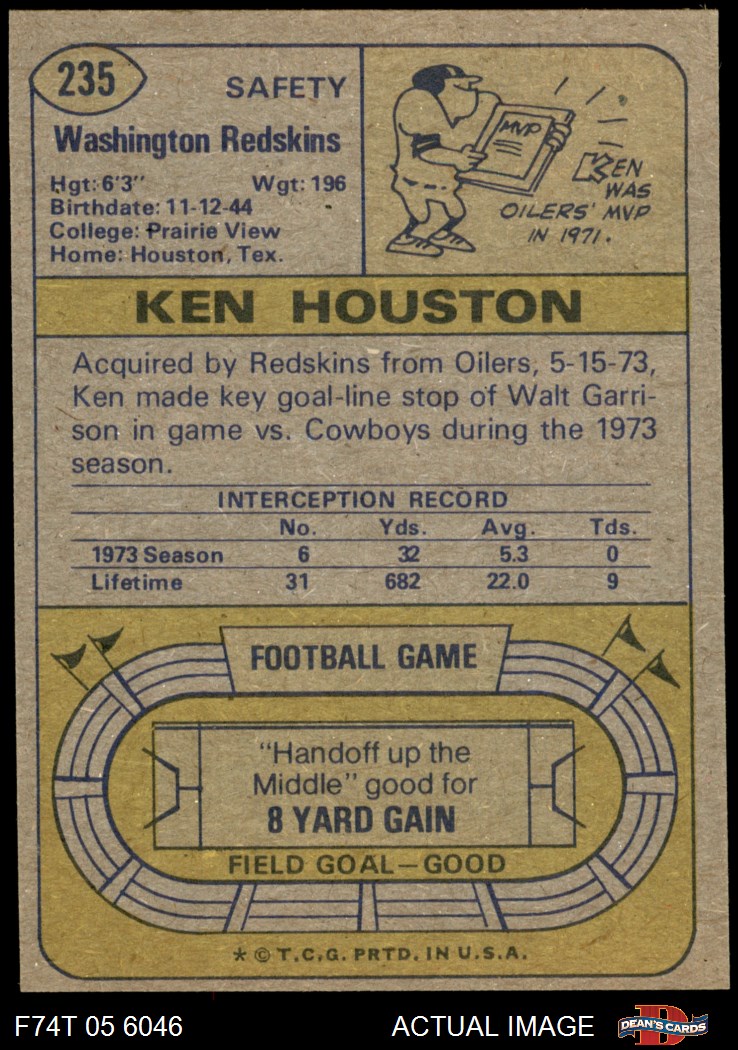 235
SAFETY
Washington Redskins
Hgt: 6'3" Wgt: 196
Birthdate: 11-12-44
College: Prairie View
Home: Houston, Tex.
MVP
KEN
WAS
OILERS' MVP
IN 1971.
KEN HOUSTON
Acquired by Redskins from Oilers, 5-15-73,
Ken made key goal-line stop of Walt Garri-
son in game vs. Cowboys during the 1973
season.
INTERCEPTION RECORD
No. Yds. Avg. Tds.
1973 Season 6 32 5.3 0
Lifetime 31 682 22.0 9
FOOTBALL GAME
"Handoff up the
Middle" good for
8 YARD GAIN
FIELD GOAL—GOOD
* © T.C.G. PRTD. IN U.S.A.
F74T 05 6046 ACTUAL IMAGE
D
DEAN'S CARDS